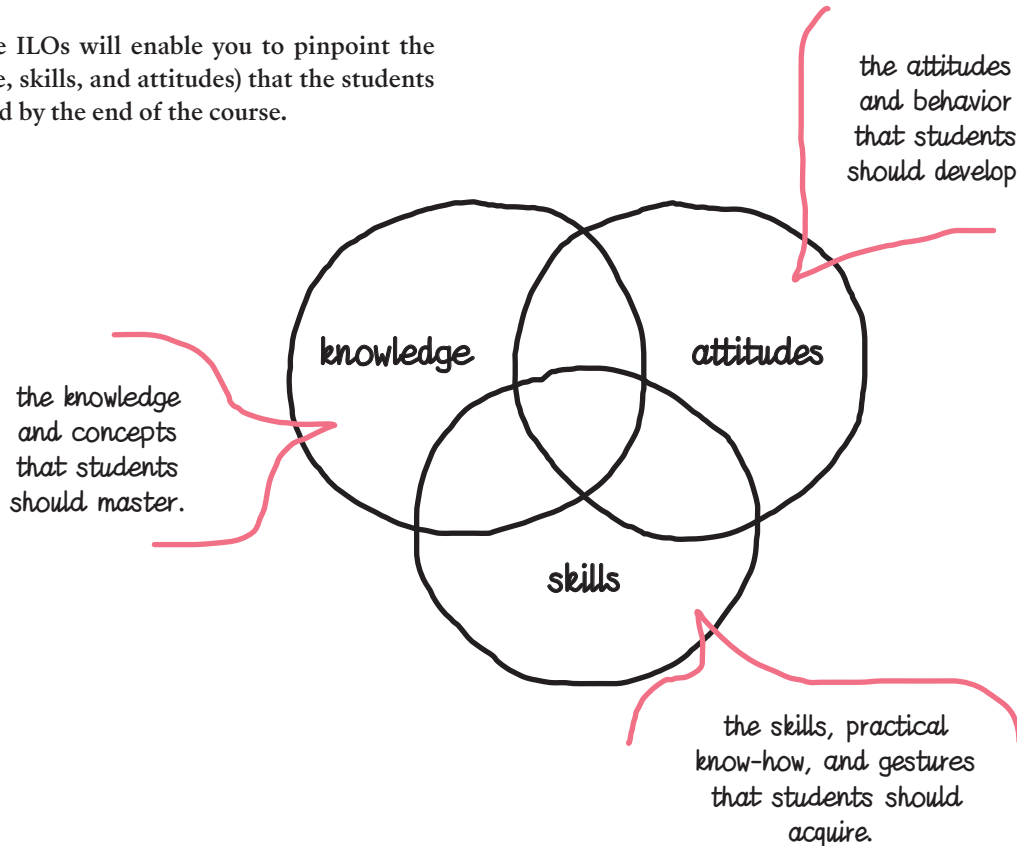 e ILOs will enable you to pinpoint the
e, skills, and attitudes) that the students
d by the end of the course.
the attitudes
and behavior
that students
should develop
knowledge
attitudes
the knowledge
and concepts
that students
should master.
skills
the skills, practical
know-how, and gestures
that students should
acquire.